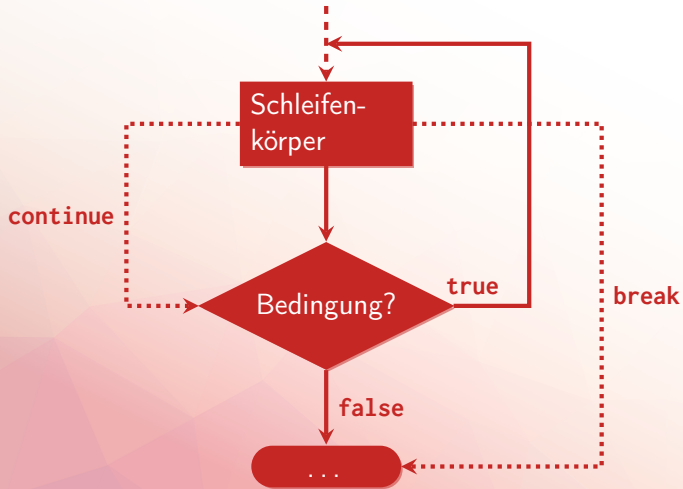 Schleifen-
körper
continue
Bedingung?
true
break
false
...